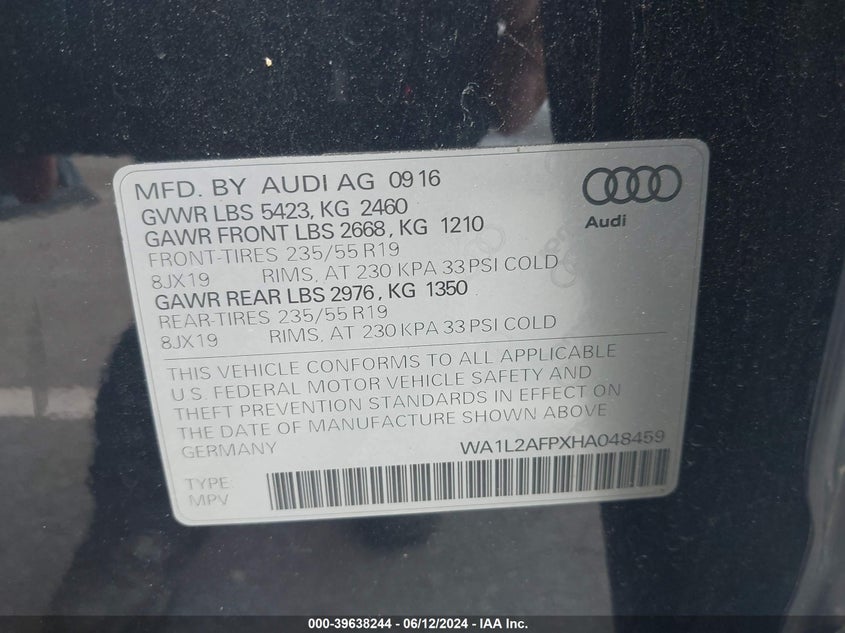 MFD. BY AUDI AG 09 16
GVWR LBS 5423, KG 2460
GAWR FRONT LBS 2668, KG 1210
FRONT-TIRES 235/55 R19
8JX19 RIMS, AT 230 KPA 33 PSI COLD
GAWR REAR LBS 2976, KG 1350
REAR-TIRES 235/55 R19
8JX19 RIMS, AT 230 KPA 33 PSI COLD
Audi
THIS VEHICLE CONFORMS TO ALL APPLICABLE
U.S. FEDERAL MOTOR VEHICLE SAFETY AND
THEFT PREVENTION STANDARDS IN EFFECT ON
THE DATE OF MANUFACTURE SHOWN ABOVE
GERMANY WA1L2AFPXHA048459
TYPE:
MPV
000-39638244 - 06/12/2024 - IAA Inc.